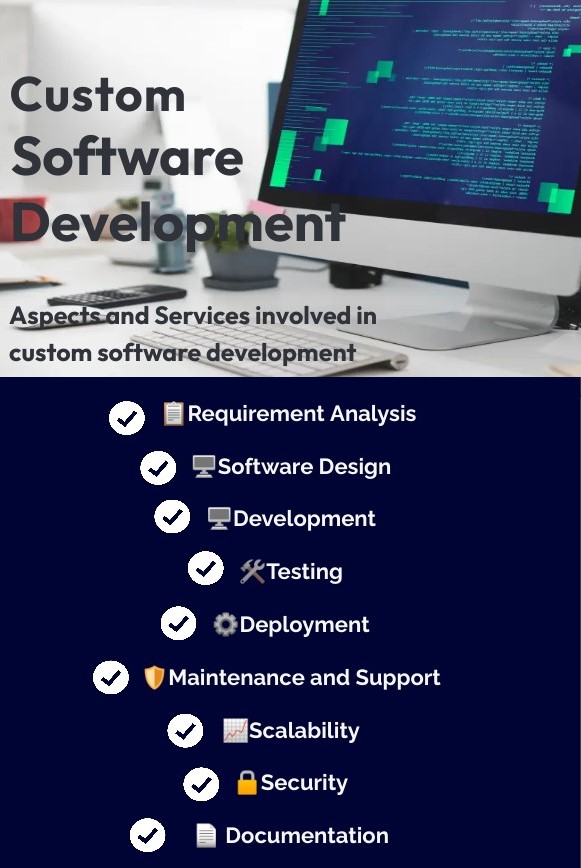 Custom
Software
Development
Aspects and Services involved in
custom software development
Requirement Analysis
Software Design
Development
Testing
Deployment
Maintenance and Support
Scalability
Security
Documentation